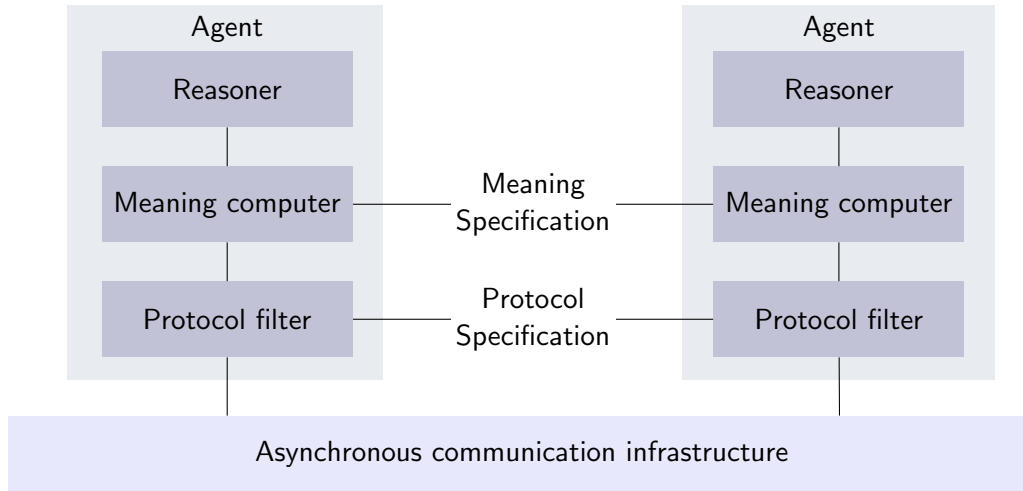 Agent
Reasoner
Meaning computer
Protocol filter
Meaning
Specification
Protocol
Specification
Agent
Reasoner
Meaning computer
Protocol filter
Asynchronous communication infrastructure